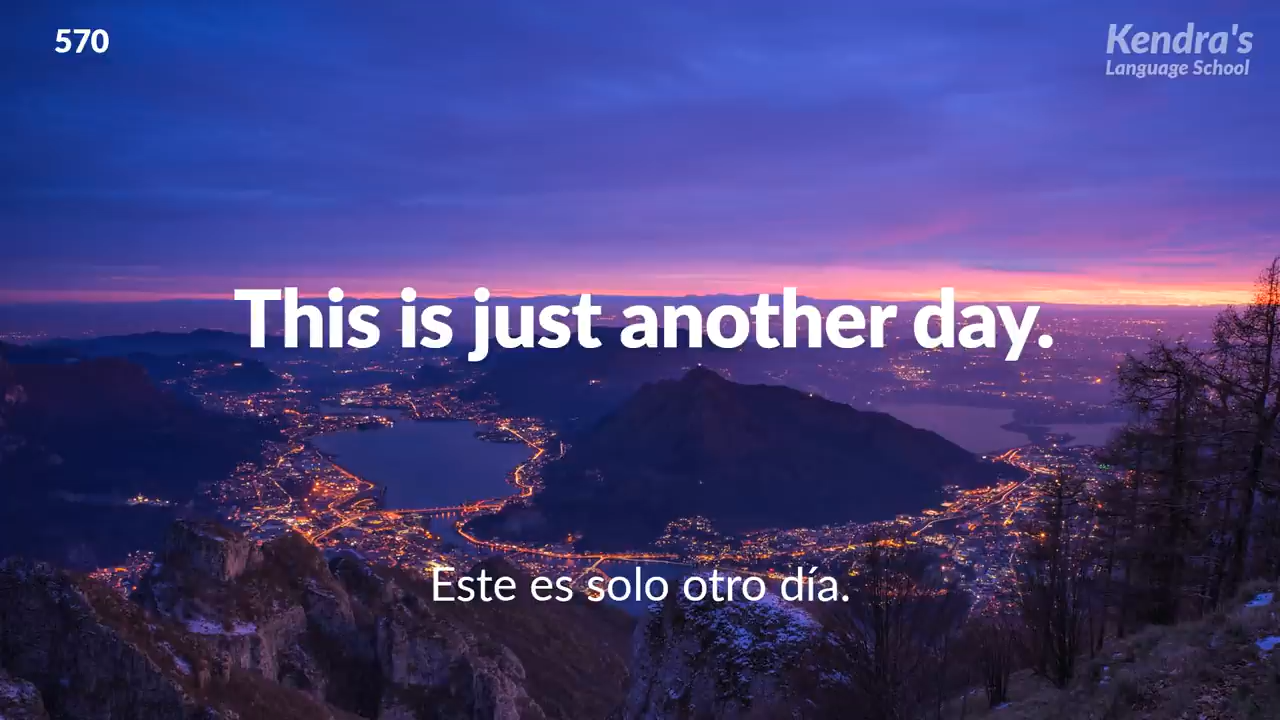 570
Kendra's
Language School
This is just another day.
Este es solo otro día.